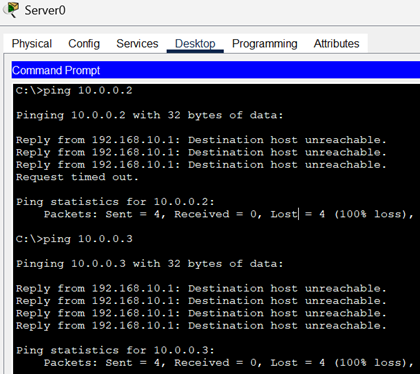 Server0
Physical Config Services Desktop Programming Attributes
Command Prompt
C:\>ping 10.0.0.2
Pinging 10.0.0.2 with 32 bytes of data:
Reply from 192.168.10.1: Destination host unreachable.
Reply from 192.168.10.1: Destination host unreachable.
Reply from 192.168.10.1: Destination host unreachable.
Request timed out.
Ping statistics for 10.0.0.2:
Packets: Sent = 4, Received = 0, Lost = 4 (100% loss),
C:\>ping 10.0.0.3
Pinging 10.0.0.3 with 32 bytes of data:
Reply from 192.168.10.1: Destination host unreachable.
Reply from 192.168.10.1: Destination host unreachable.
Reply from 192.168.10.1: Destination host unreachable.
Reply from 192.168.10.1: Destination host unreachable.
Ping statistics for 10.0.0.3:
Packets: Sent = 4, Received = 0, Lost = 4 (100% loss),